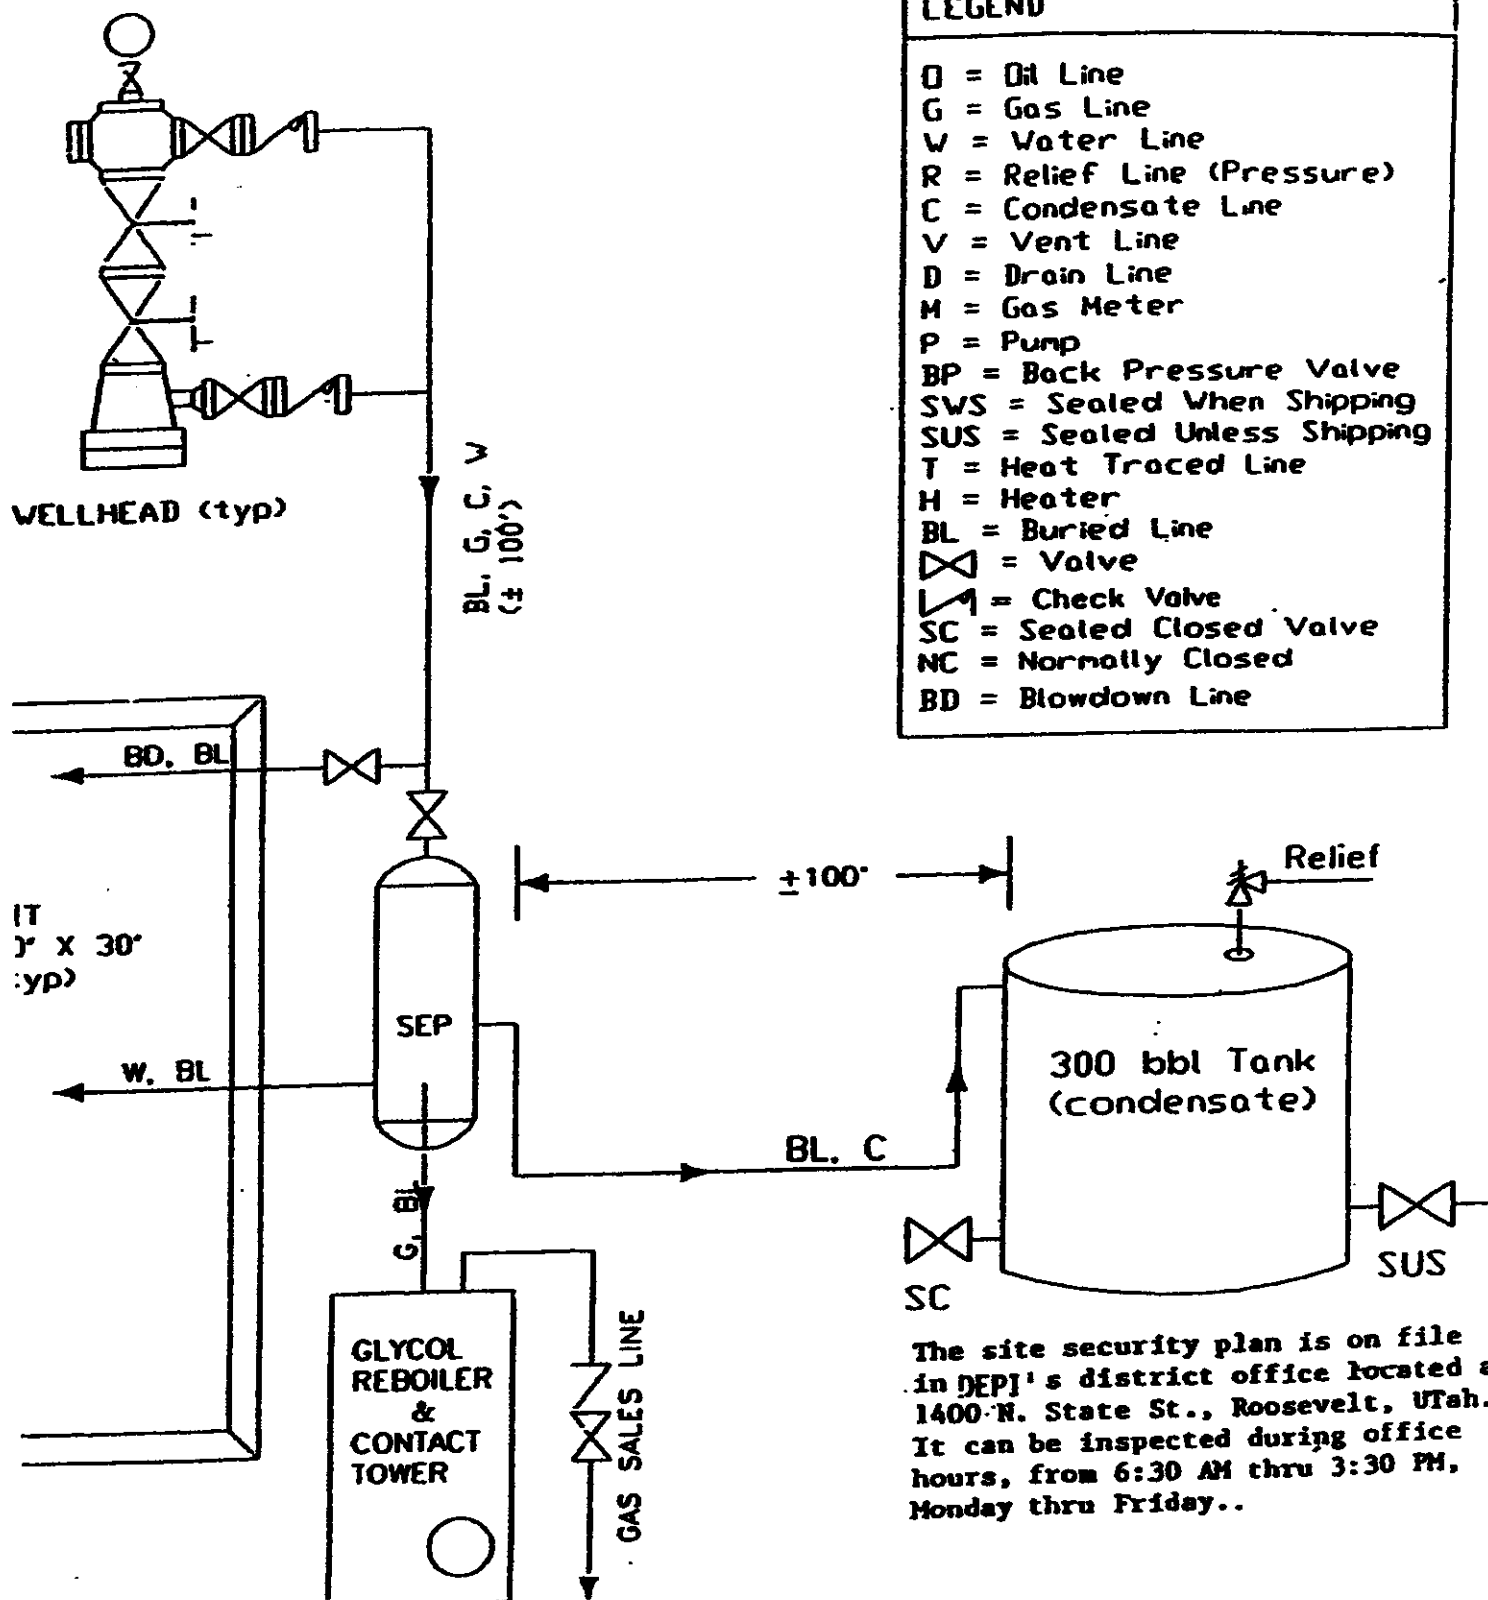 LEGEND
O = Oil Line
G = Gas Line
W = Water Line
R = Relief Line (Pressure)
C = Condensate Line
V = Vent Line
D = Drain Line
M = Gas Meter
P = Pump
BP = Back Pressure Valve
SWS = Sealed When Shipping
SUS = Sealed Unless Shipping
T = Heat Traced Line
H = Heater
BL = Buried Line
= Valve
= Check Valve
SC = Sealed Closed Valve
NC = Normally Closed
BD = Blowdown Line
WELLHEAD (typ)
BL, G, C, W
(± 100')
BD, BL
±100'
Relief
X 30'
SEP
W, BL
300 bbl Tank
(condensate)
BL, C
G, BL
SUS
SC
GLYCOL
REBOILER
&
CONTACT
TOWER
GAS SALES LINE
The site security plan is on file
in DEPI's district office located
1400 N. State St., Roosevelt, UTah.
It can be inspected during office
hours, from 6:30 AM thru 3:30 PM,
Monday thru Friday..